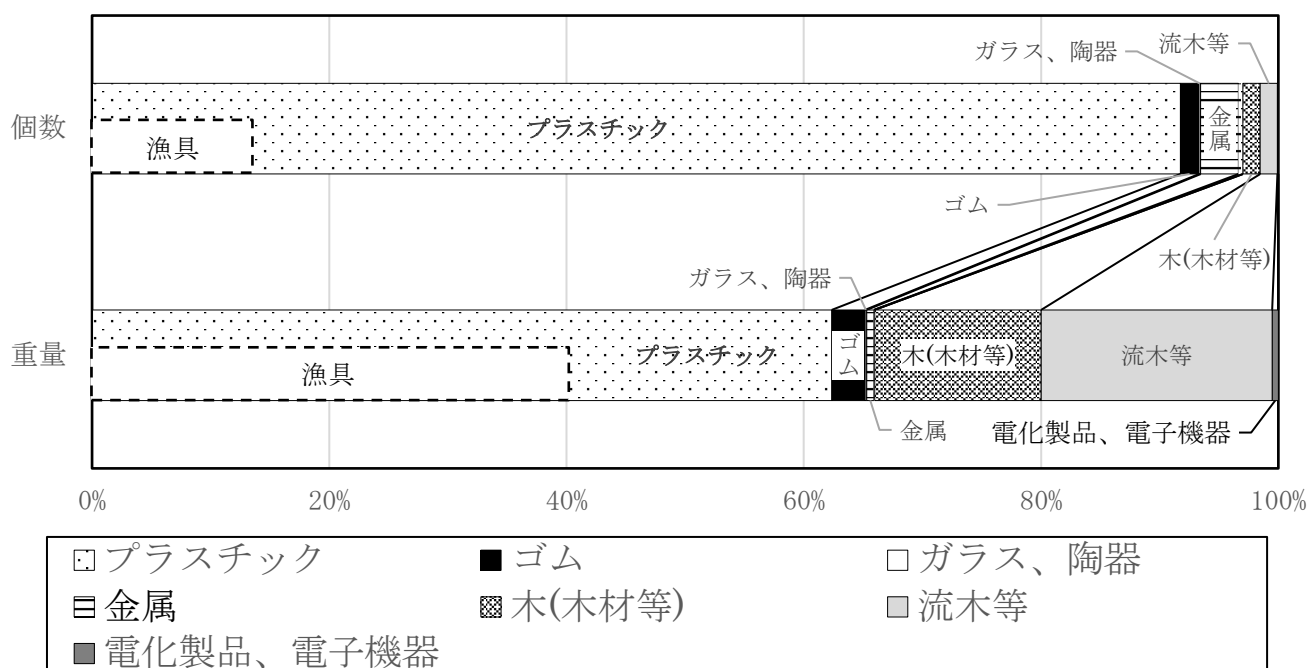 ガラス、陶器
流木等
個数
プラスチック
金属
漁具
ゴム
木(木材等)
ガラス、陶器
重量
プラスチック
ゴム
木(木材等)
流木等
漁具
金属
電化製品、電子機器
0% 20% 40% 60% 80% 100%
プラスチック ゴム ガラス、陶器
金属 木(木材等) 流木等
電化製品、電子機器